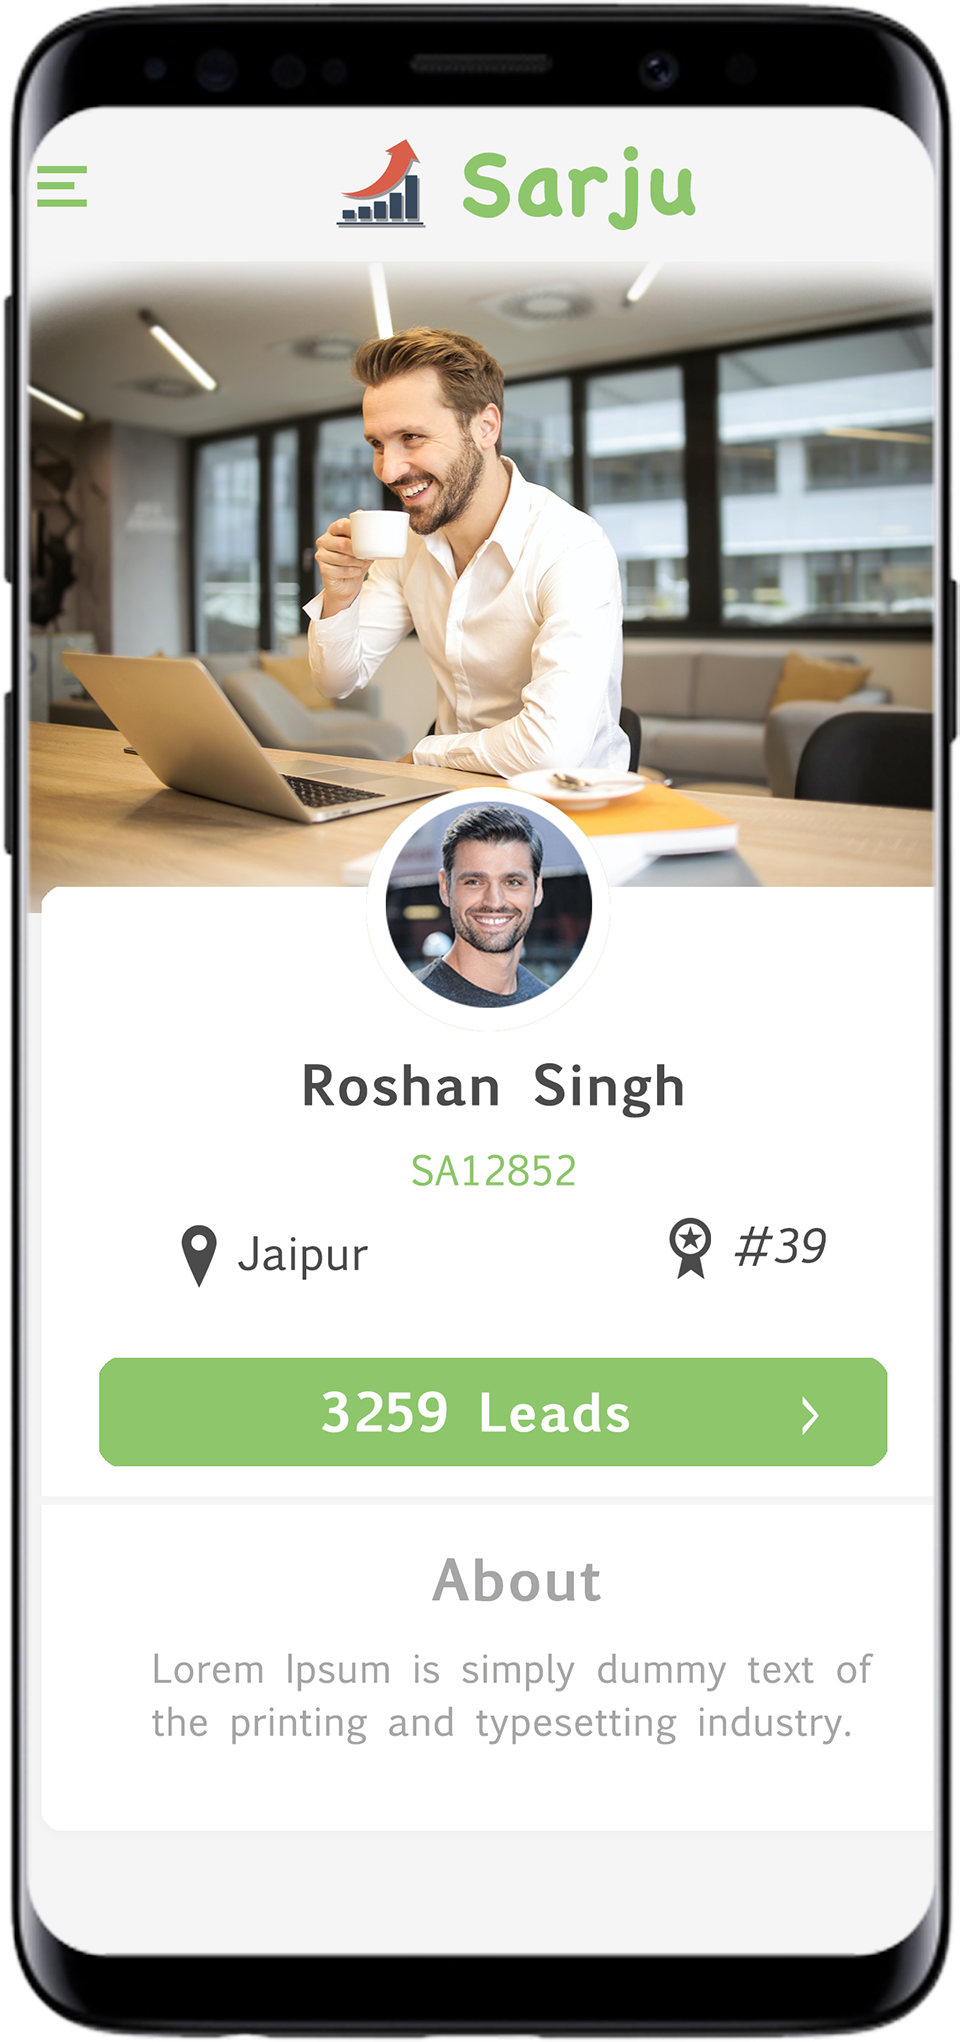 Sarju
Roshan Singh
SA12852
Jaipur
#39
3259 Leads
About
Lorem Ipsum is simply dummy text of
the printing and typesetting industry.